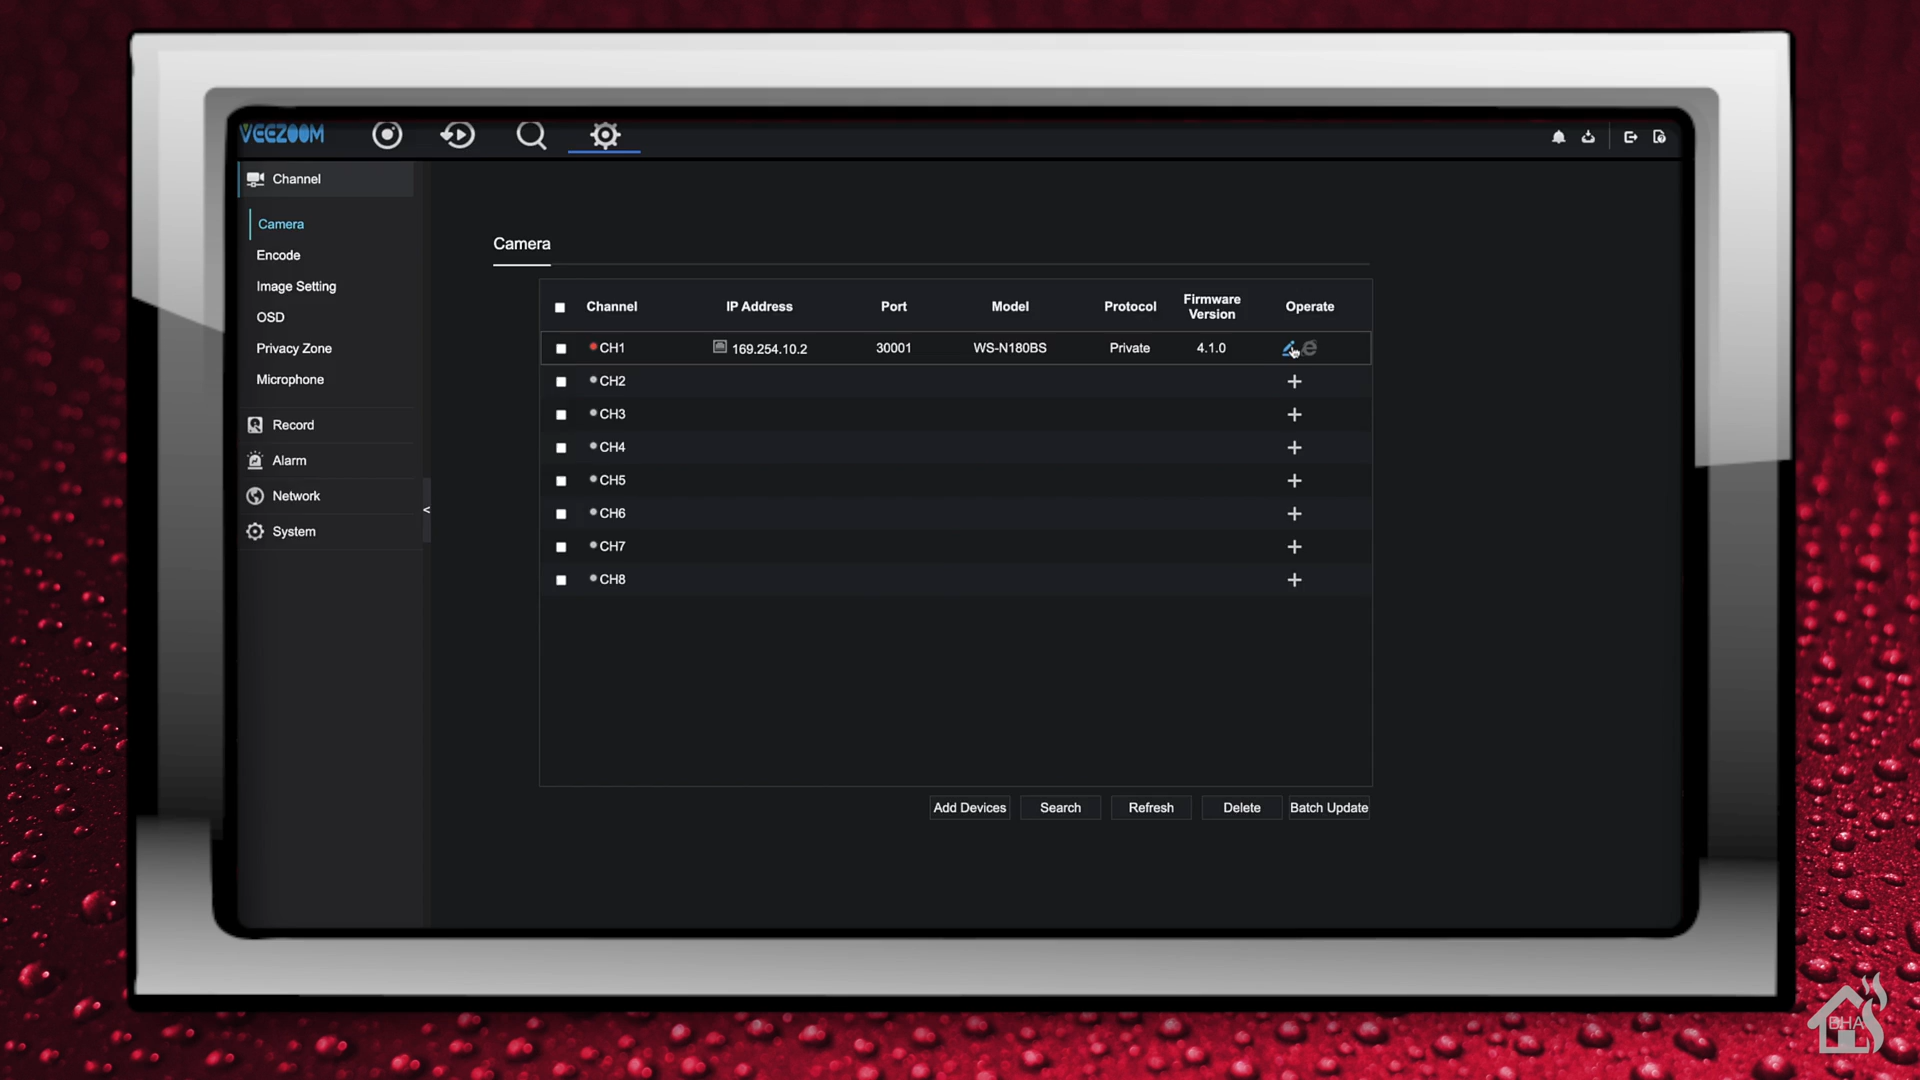 VEEZOOM
Channel
Camera
Encode
Image Setting
OSD
Privacy Zone
Microphone
Record
Alarm
Network
System
<
Camera
Channel IP Address Port Model Protocol Firmware Version Operate
CH1 169.254.10.2 30001 WS-N180BS Private 4.1.0
CH2
CH3
CH4
CH5
CH6
CH7
CH8
Add Devices Search Refresh Delete Batch Update
DHA